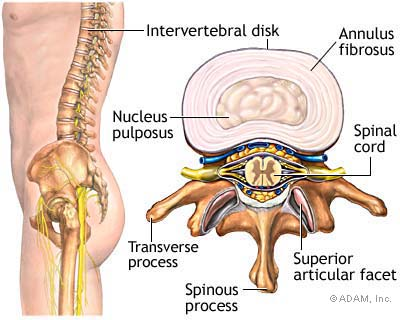 Intervertebral disk
Annulus
fibrosus
Nucleus
pulposus
Spinal
cord
Transverse
process
Superior
articular facet
Spinous
process
©ADAM, Inc.